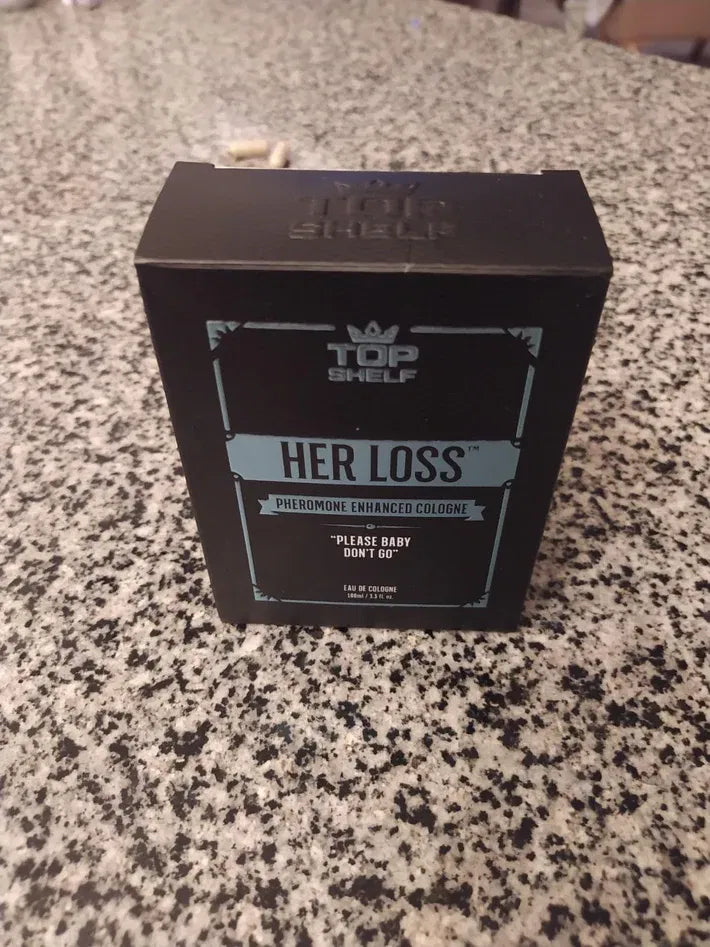 TOP
SHELF
TOP
SHELF
HER LOSS™
PHEROMONE ENHANCED COLOGNE
"PLEASE BABY
DON'T GO"
EAU DE COLOGNE
100ml / 3.3 fl. oz.